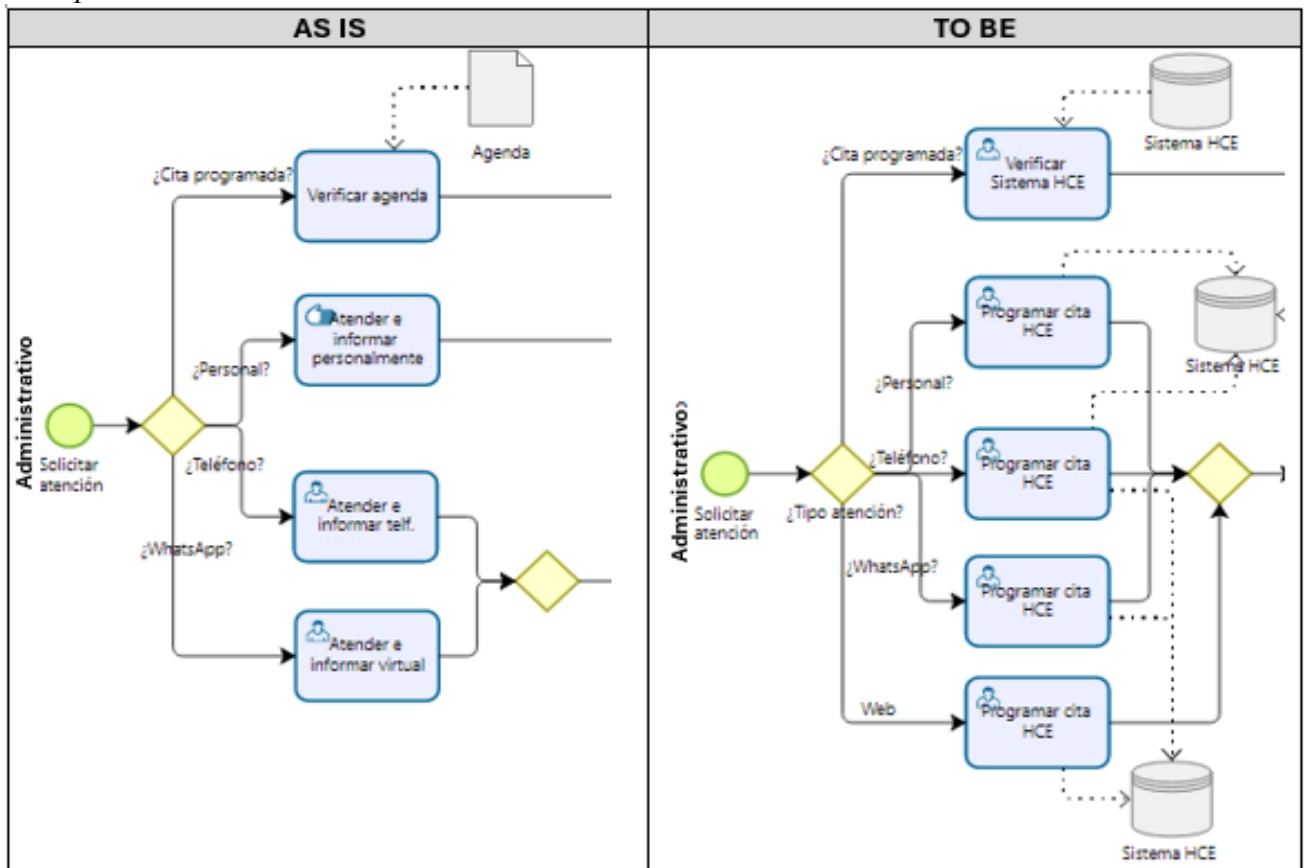 AS IS
TO BE
Administrativo
Solicitar
atención
¿Cita programada?
¿Personal?
¿Teléfono?
¿WhatsApp?
Agenda
Verificar agenda
Atender e
informar
personalmente
Atender e
informar telf.
Atender e
informar virtual
Administrativo
Solicitar
atención
¿Tipo atención?
¿Cita programada?
¿Personal?
¿Teléfono?
¿WhatsApp?
Web
Verificar
Sistema HCE
Sistema HCE
Programar cita
HCE
Sistema HCE
Programar cita
HCE
Programar cita
HCE
Programar cita
HCE
Sistema HCE